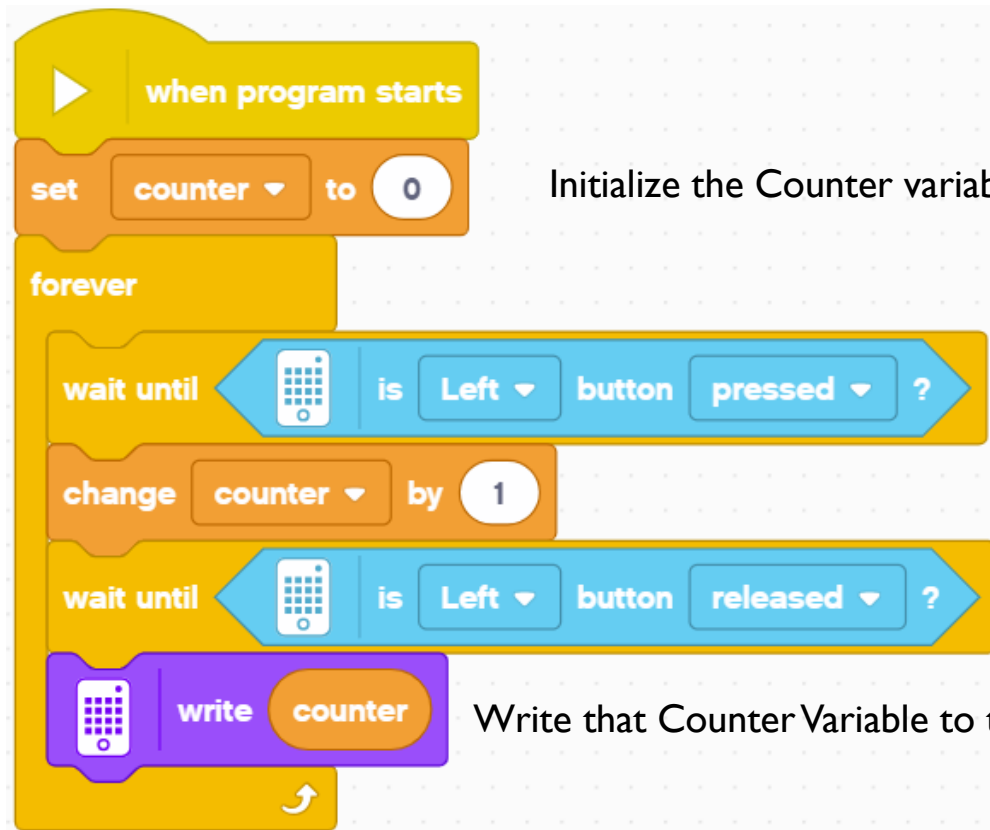 when program starts
set counter to 0
Initialize the Counter
forever
wait until is Left button pressed ?
change counter by 1
wait until is Left button released ?
write counter
Write that Counter Variable to